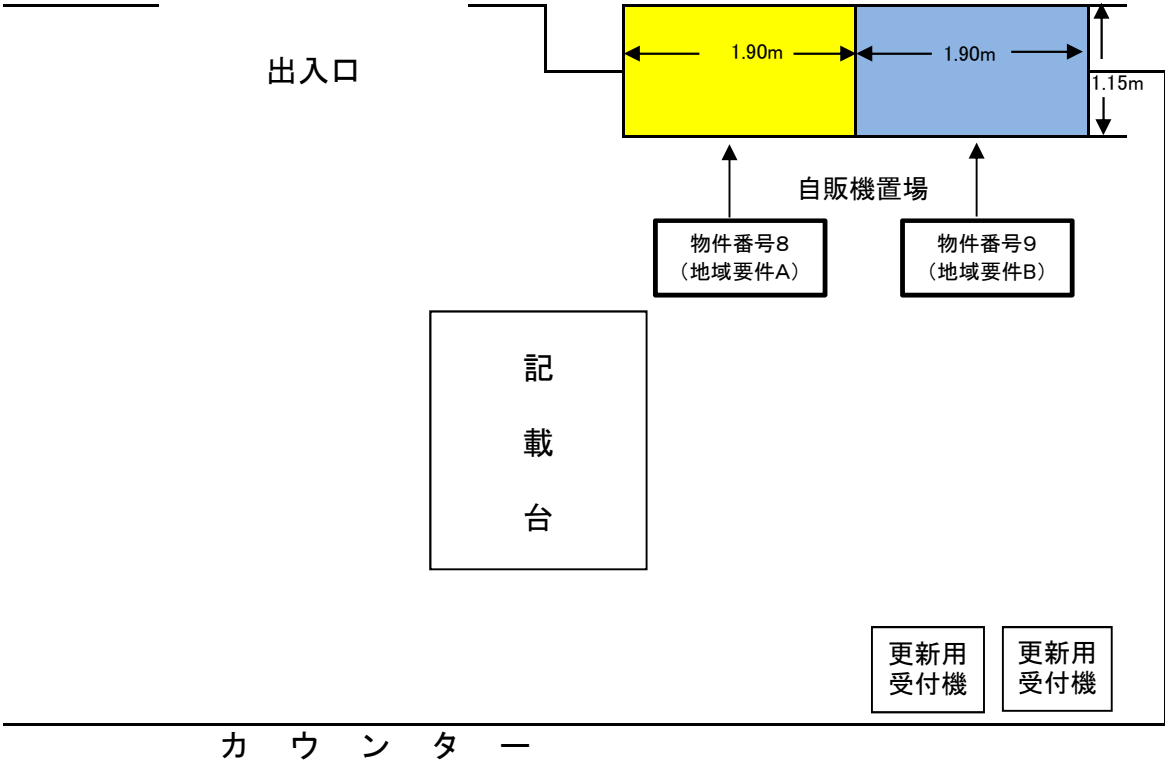 出入口
1.90m
1.90m
1.15m
自販機置場
物件番号8
（地域要件A）
物件番号9
（地域要件B）
記
載
台
更新用
受付機
更新用
受付機
カ ウ ン タ ー